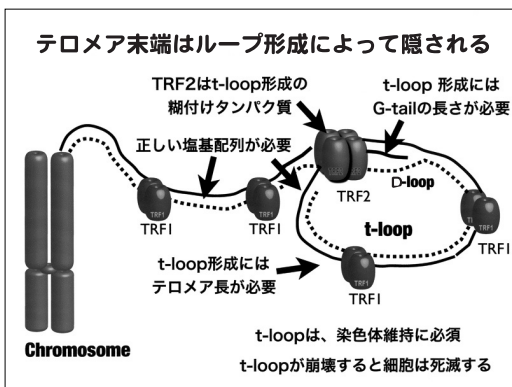 テロメア末端はループ形成によって隠される
TRF2はt-loop形成の
糊付けタンパク質
t-loop 形成には
G-tailの長さが必要
正しい塩基配列が必要
TRF2
D-loop
TRF1
TRF1
TRF1
TRF1
t-loop
TRF1
TRF1
t-loop形成には
テロメア長が必要
TRF1
TRF1
Chromosome
t-loopは、染色体維持に必須
t-loopが崩壊すると細胞は死滅する